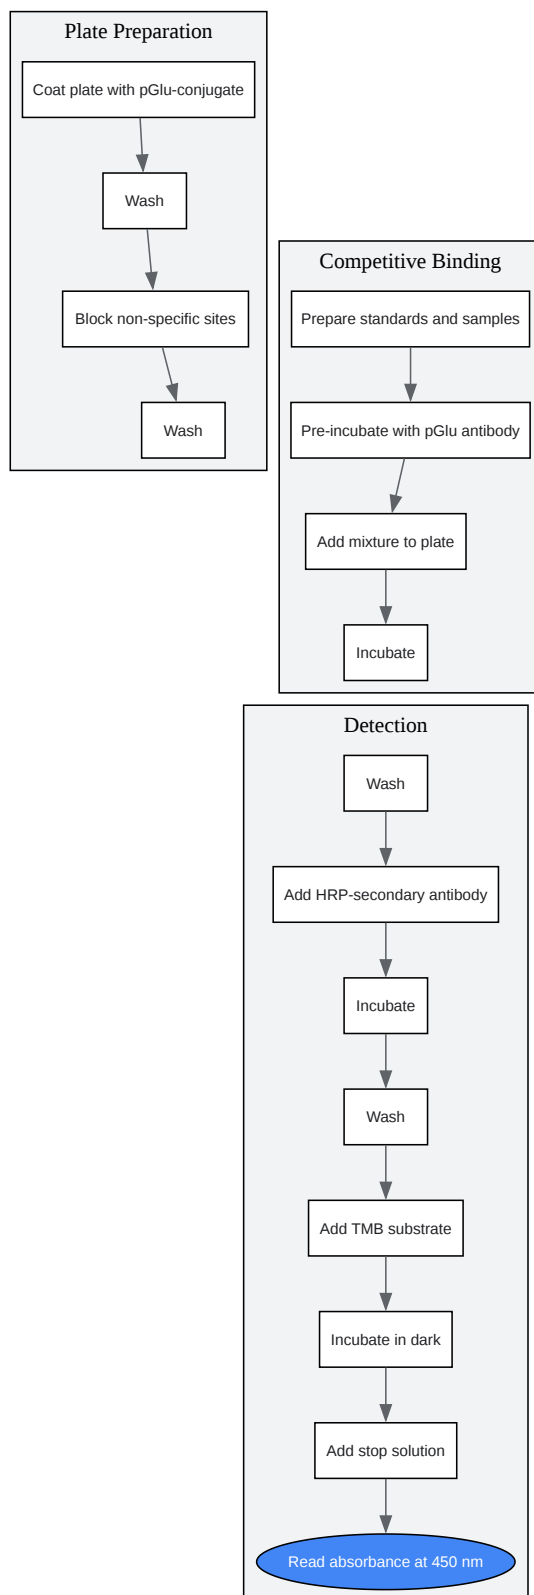 Plate Preparation
Coat plate with pGlu-conjugate
Wash
Block non-specific sites
Wash
Competitive Binding
Prepare standards and samples
Pre-incubate with pGlu antibody
Add mixture to plate
Incubate
Detection
Wash
Add HRP-secondary antibody
Incubate
Wash
Add TMB substrate
Incubate in dark
Add stop solution
Read absorbance at 450 nm